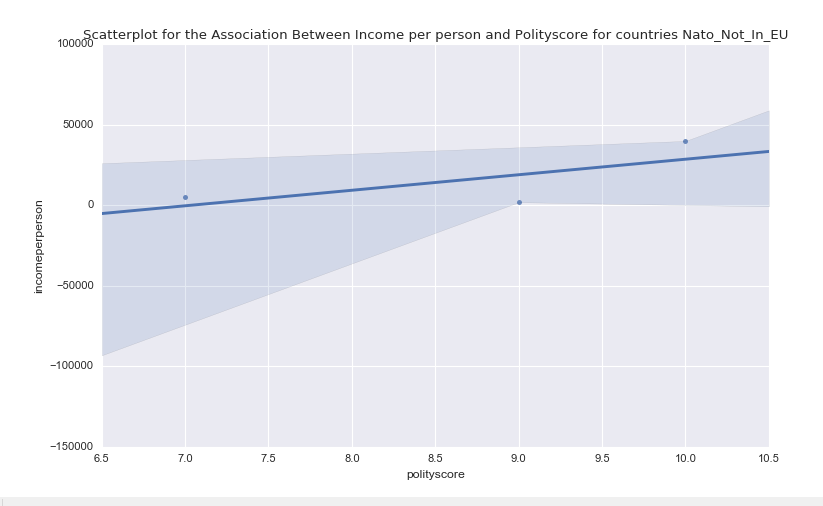 Scatterplot for the Association Between Income per person and Polityscore for countries Nato_Not_In_EU
100000
50000
0
−50000
−100000
−150000
incomeperperson
6.5 7.0 7.5 8.0 8.5 9.0 9.5 10.0 10.5
polityscore